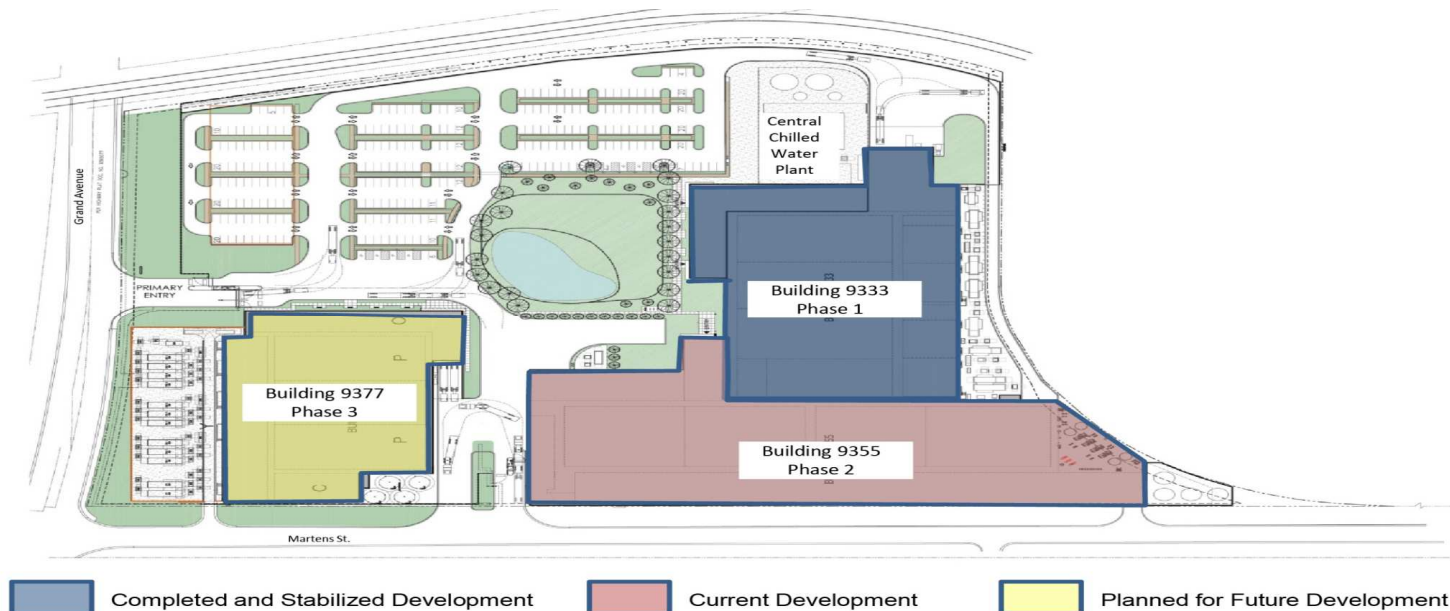 Central
Chilled
Water
Plant
Grand Avenue
PRIMARY
ENTRY
Building 9333
Phase 1
Building 9377
Phase 3
Building 9355
Phase 2
Martens St.
Completed and Stabilized Development
Current Development
Planned for Future Development